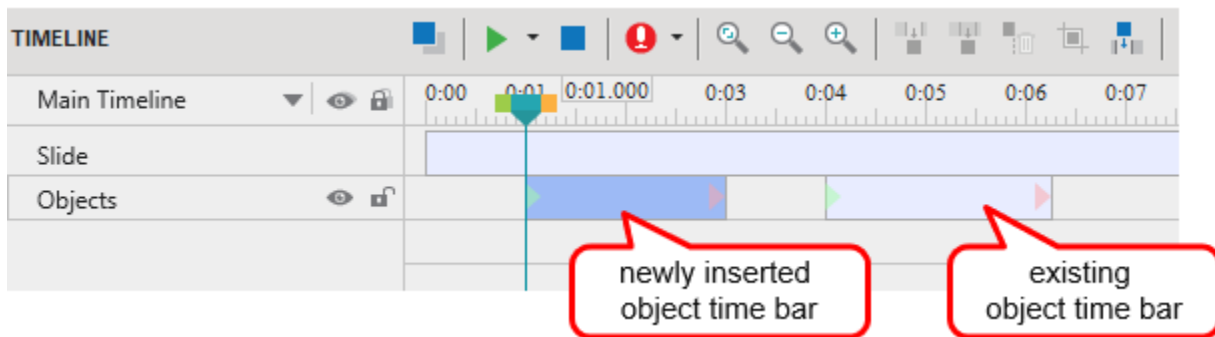 TIMELINE
Main Timeline
0:00 0:01 0:01.000 0:03 0:04 0:05 0:06 0:07
Slide
Objects
newly inserted
object time bar
existing
object time bar